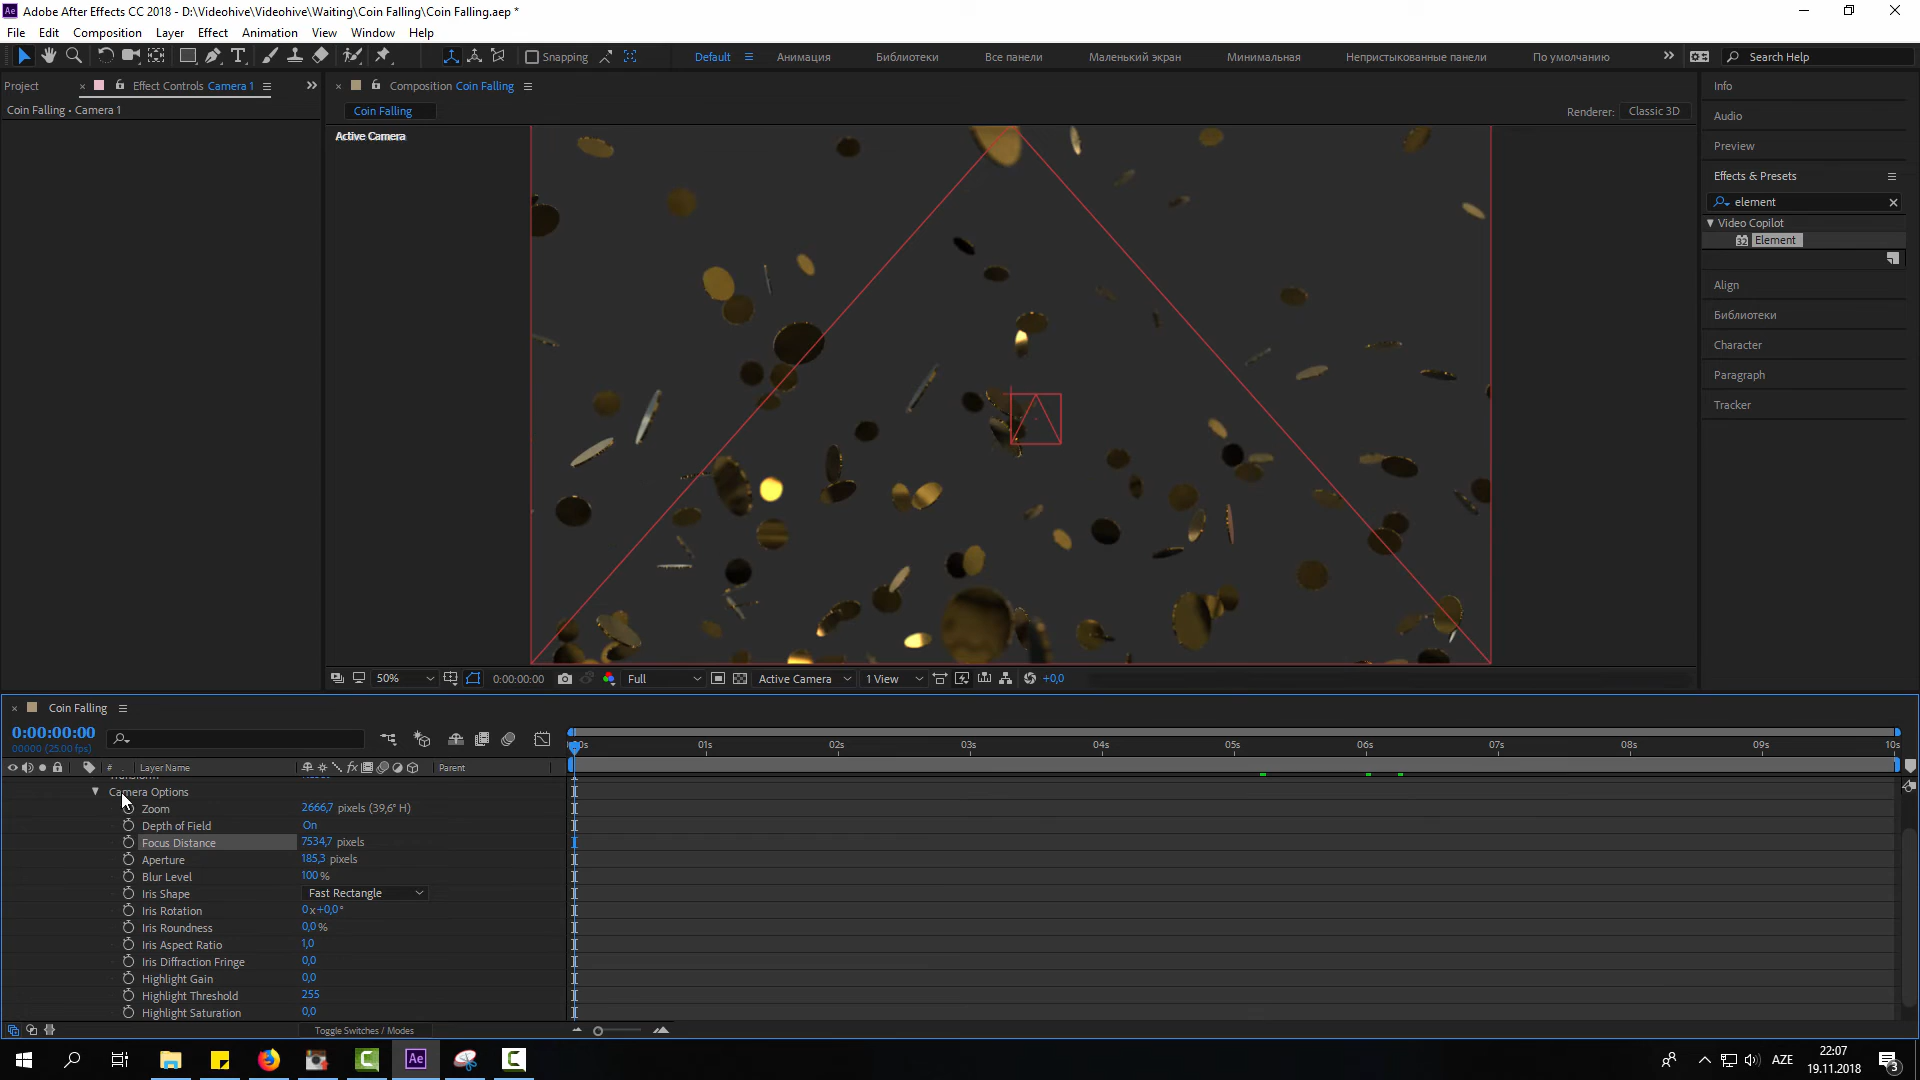 Adobe After Effects CC 2018 - D:\Videohive\Videohive\Waiting\Coin Falling\Coin Falling.aep *
File Edit Composition Layer Effect Animation View Window Help
Snapping Default Анимация Библиотеки Все панели Маленький экран Минимальная Непристыкованные панели По умолчанию Search Help
Project Effect Controls Camera 1 Composition Coin Falling Info
Coin Falling • Camera 1
Coin Falling
Renderer: Classic 3D
Active Camera
Audio
Preview
Effects & Presets
element
Video Copilot
Element
Align
Библиотеки
Character
Paragraph
Tracker
50% 0:00:00:00 Full Active Camera 1 View +0,0
Coin Falling
0:00:00:00
00000 (25.00 fps)
01s 02s 03s 04s 05s 06s 07s 08s 09s 10s
# Layer Name Parent
Camera Options
Zoom 2666,7 pixels (39,6° H)
Depth of Field On
Focus Distance 7534,7 pixels
Aperture 185,3 pixels
Blur Level 100 %
Iris Shape Fast Rectangle
Iris Rotation 0 x+0,0°
Iris Roundness 0,0 %
Iris Aspect Ratio 1,0
Iris Diffraction Fringe 0,0
Highlight Gain 0,0
Highlight Threshold 255
Highlight Saturation 0,0
Toggle Switches / Modes
AZE
22:07
19.11.2018
3